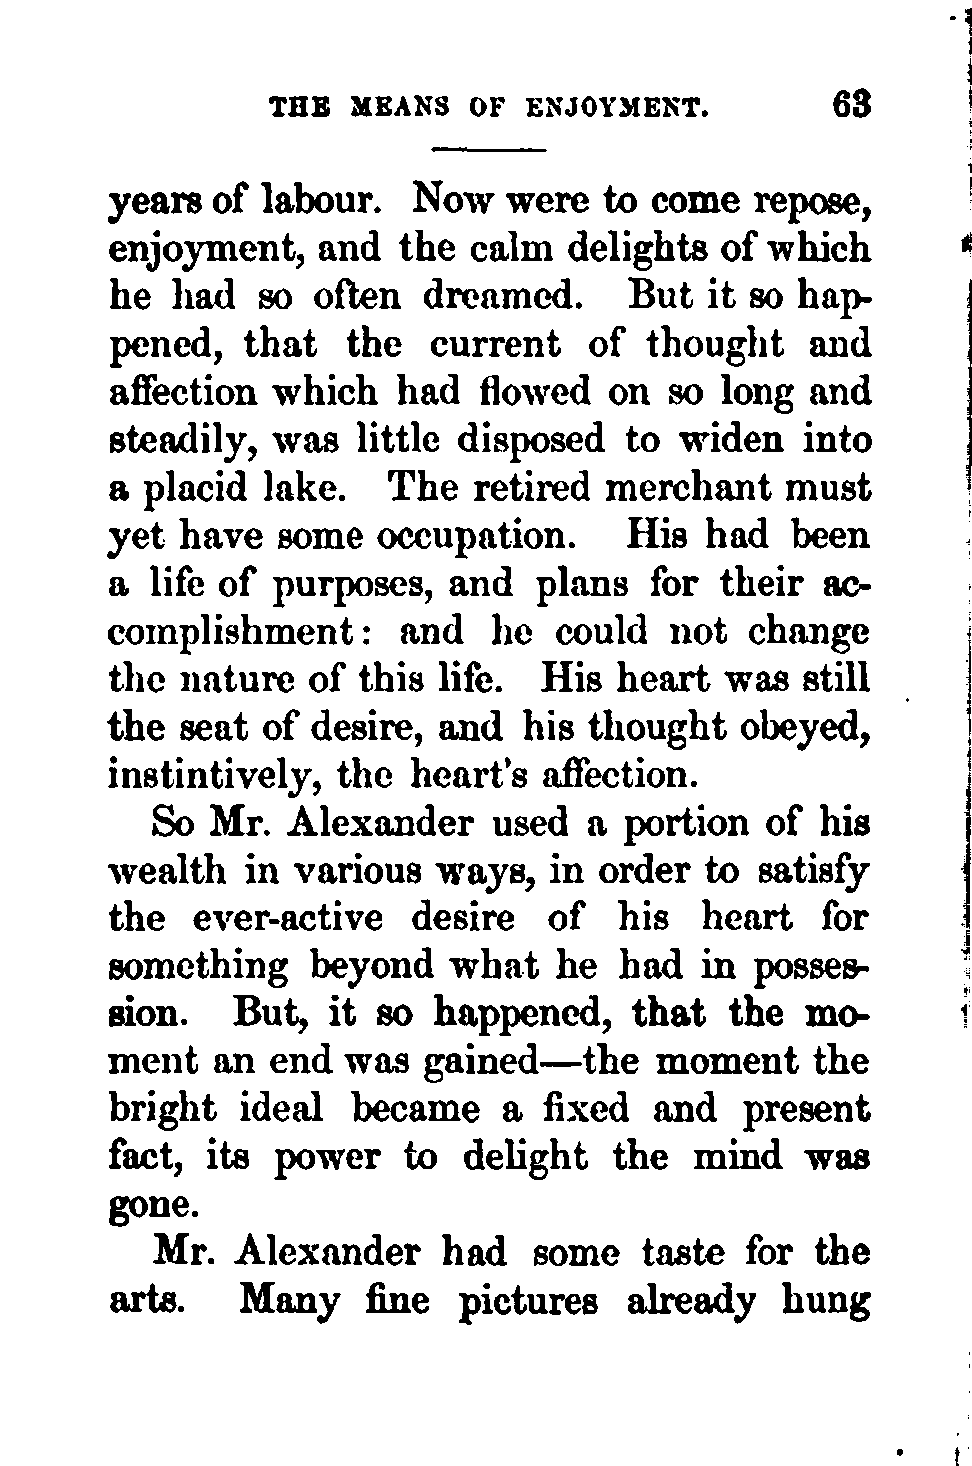 THE MEANS OF ENJOYMENT. 63
years of labour. Now were to come repose,
enjoyment, and the calm delights of which
he had so often dreamed. But it so hap-
pened, that the current of thought and
affection which had flowed on so long and
steadily, was little disposed to widen into
a placid lake. The retired merchant must
yet have some occupation. His had been
a life of purposes, and plans for their ac-
complishment: and he could not change
the nature of this life. His heart was still
the seat of desire, and his thought obeyed,
instintively, the heart's affection.
So Mr. Alexander used a portion of his
wealth in various ways, in order to satisfy
the ever-active desire of his heart for
something beyond what he had in posses-
sion. But, it so happened, that the mo-
ment an end was gained—the moment the
bright ideal became a fixed and present
fact, its power to delight the mind was
gone.
Mr. Alexander had some taste for the
arts. Many fine pictures already hung